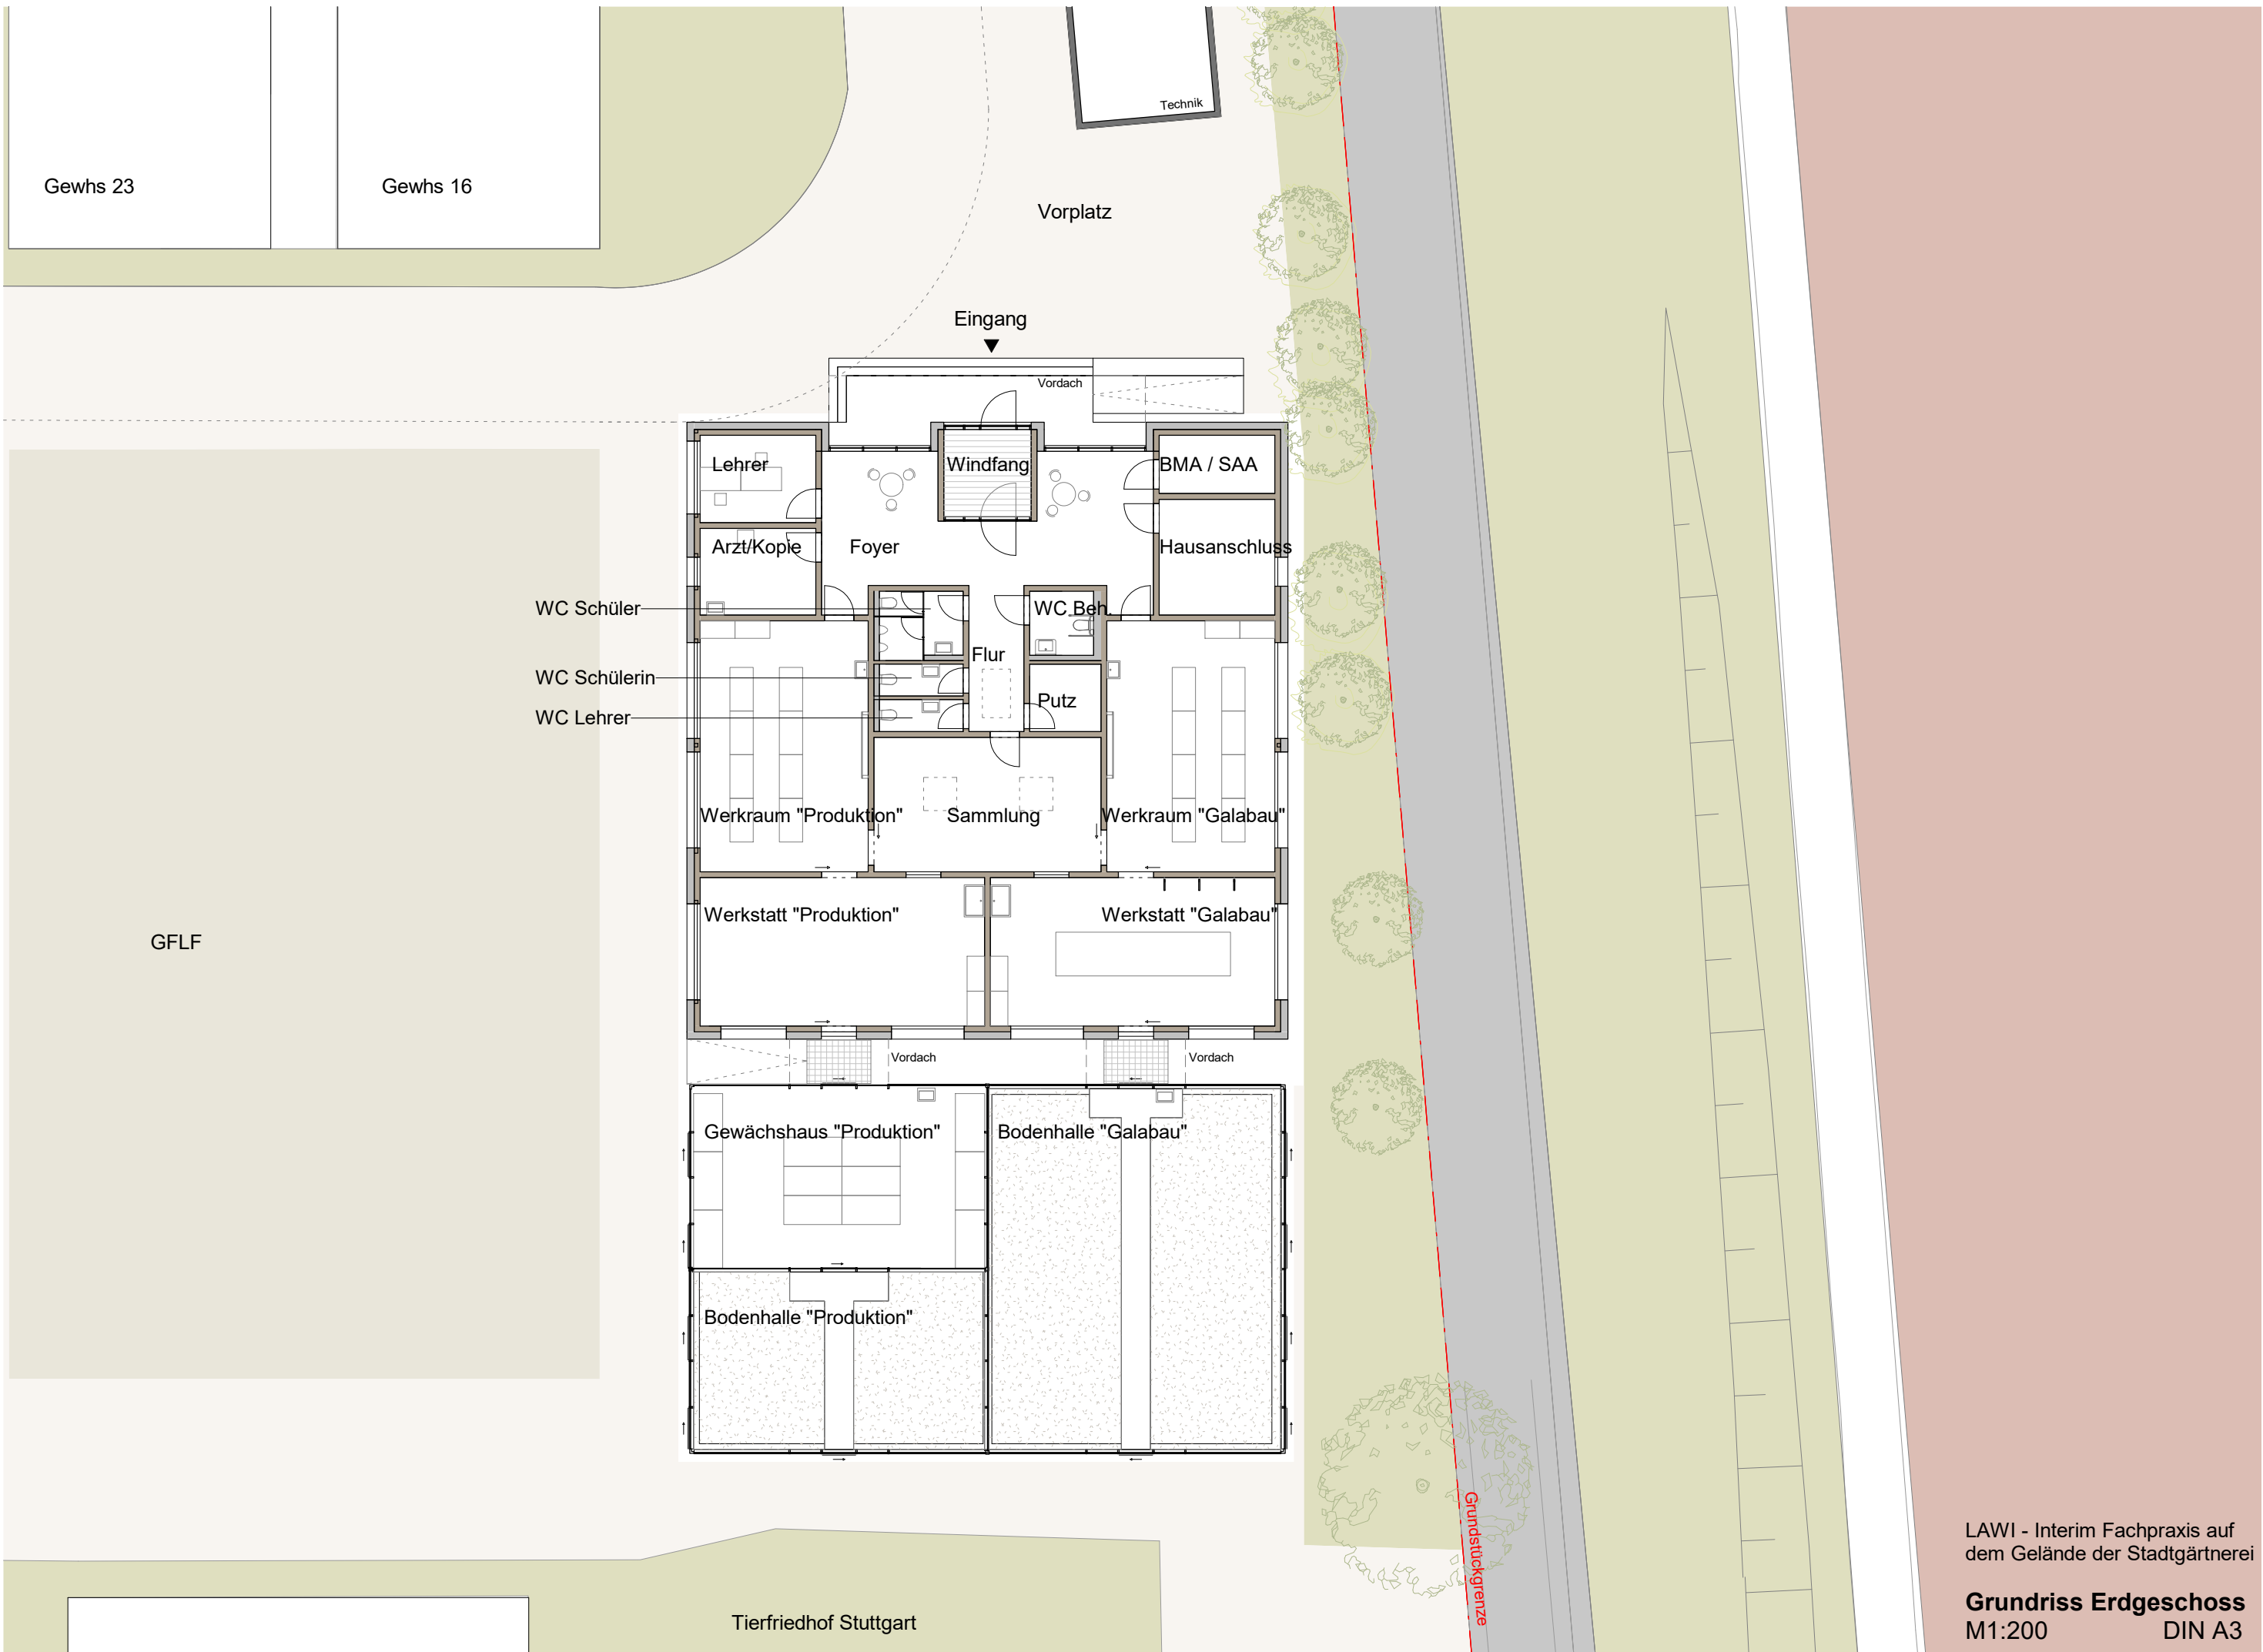 Technik
Gewhs 23
Gewhs 16
Vorplatz
Eingang
Vordach
Lehrer
Windfang
BMA / SAA
Arzt/Kopie
Foyer
Hausanschluss
WC Schüler
WC Beh.
Flur
WC Schülerin
Putz
WC Lehrer
Werkraum "Produktion"
Sammlung
Werkraum "Galabau"
Werkstatt "Produktion"
Werkstatt "Galabau"
GFLF
Vordach
Vordach
Gewächshaus "Produktion"
Bodenhalle "Galabau"
Bodenhalle "Produktion"
Grundstückgrenze
Tierfriedhof Stuttgart
LAWI - Interim Fachpraxis auf
dem Gelände der Stadtgärtnerei
Grundriss Erdgeschoss
M1:200 DIN A3